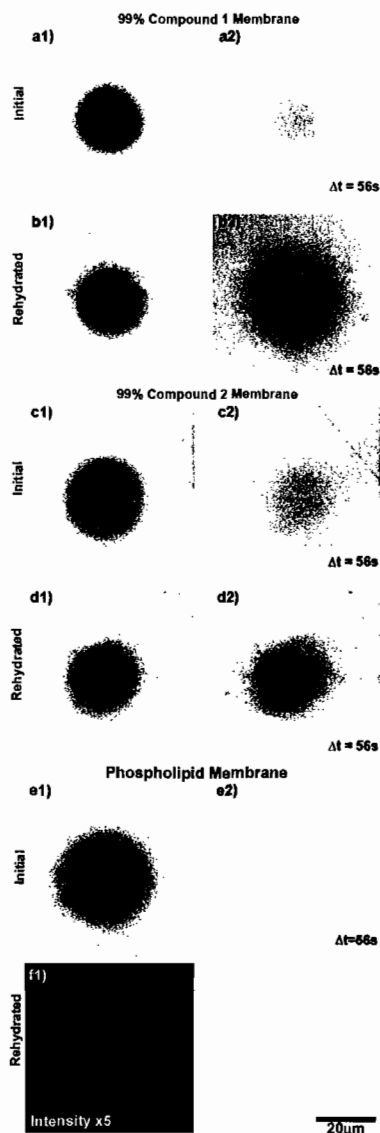 99% Compound 1 Membrane
a1) a2)
Initial
Δt = 56s
b1) b2)
Rehydrated
Δt = 56s
99% Compound 2 Membrane
c1) c2)
Initial
Δt = 56s
d1) d2)
Rehydrated
Δt = 56s
Phospholipid Membrane
e1) e2)
Initial
Δt=56s
f1)
Rehydrated
Intensity x5
20um